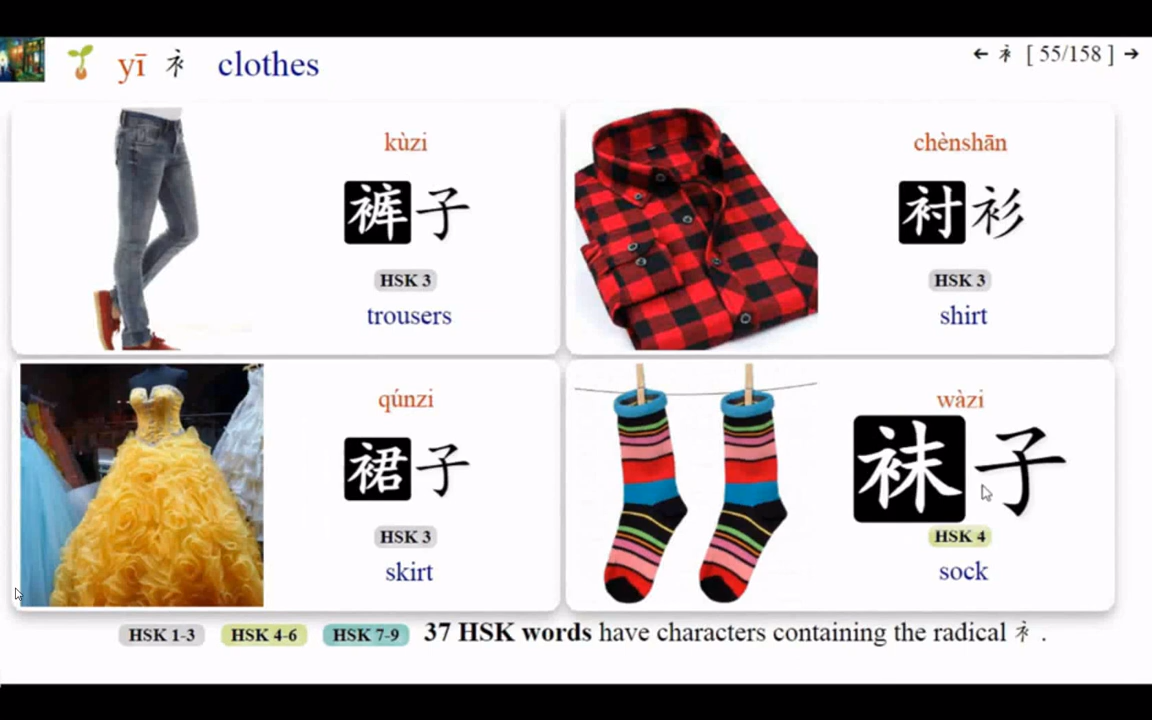 yī 衤 clothes
← 衤 [ 55/158 ] →
kùzi
裤子
HSK 3
trousers
chènshān
衬衫
HSK 3
shirt
qúnzi
裙子
HSK 3
skirt
wàzi
袜子
HSK 4
sock
HSK 1-3 HSK 4-6 HSK 7-9 37 HSK words have characters containing the radical 衤 .